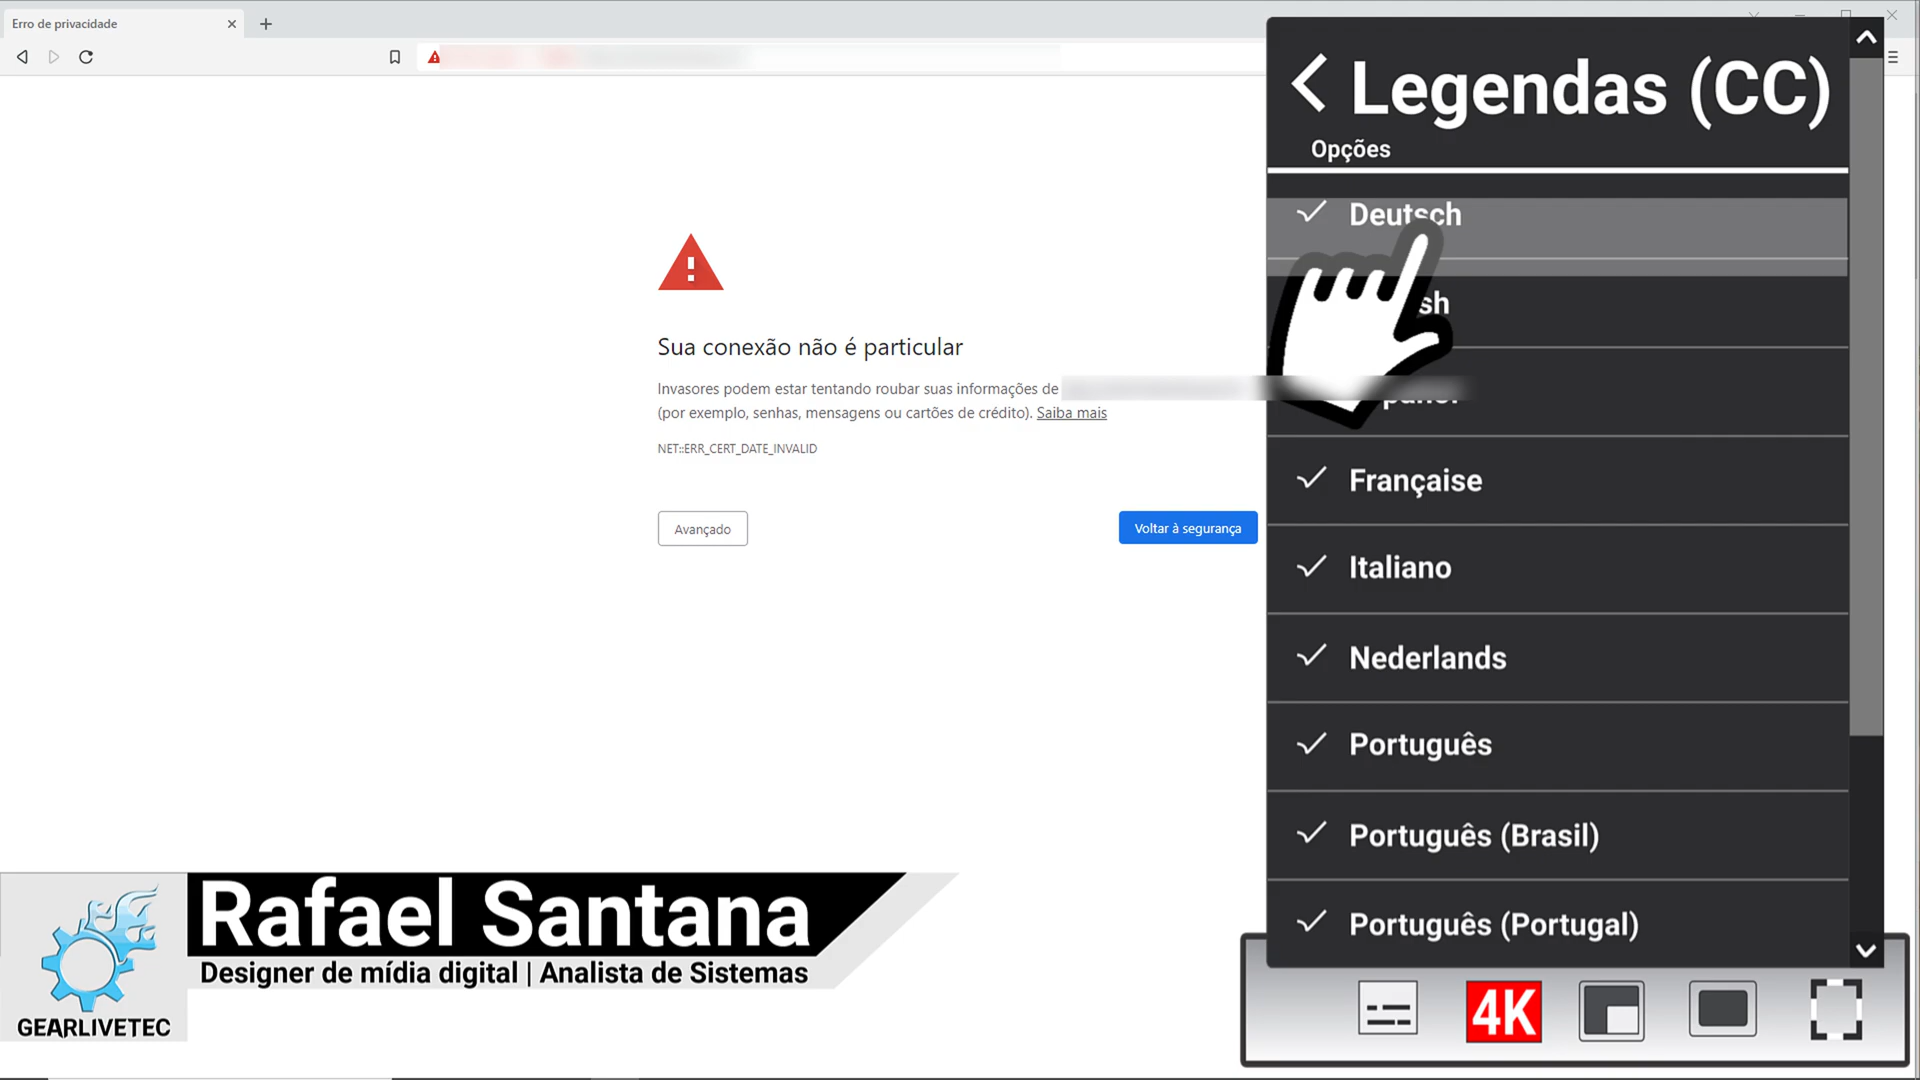 Erro de privacidade
Sua conexão não é particular
Invasores podem estar tentando roubar suas informações de
(por exemplo, senhas, mensagens ou cartões de crédito). Saiba mais
NET::ERR_CERT_DATE_INVALID
Avançado
Voltar à segurança
Legendas (CC)
Opções
Deutsch
Française
Italiano
Nederlands
Português
Português (Brasil)
Português (Portugal)
4K
Rafael Santana
Designer de mídia digital | Analista de Sistemas
GEARLIVETEC